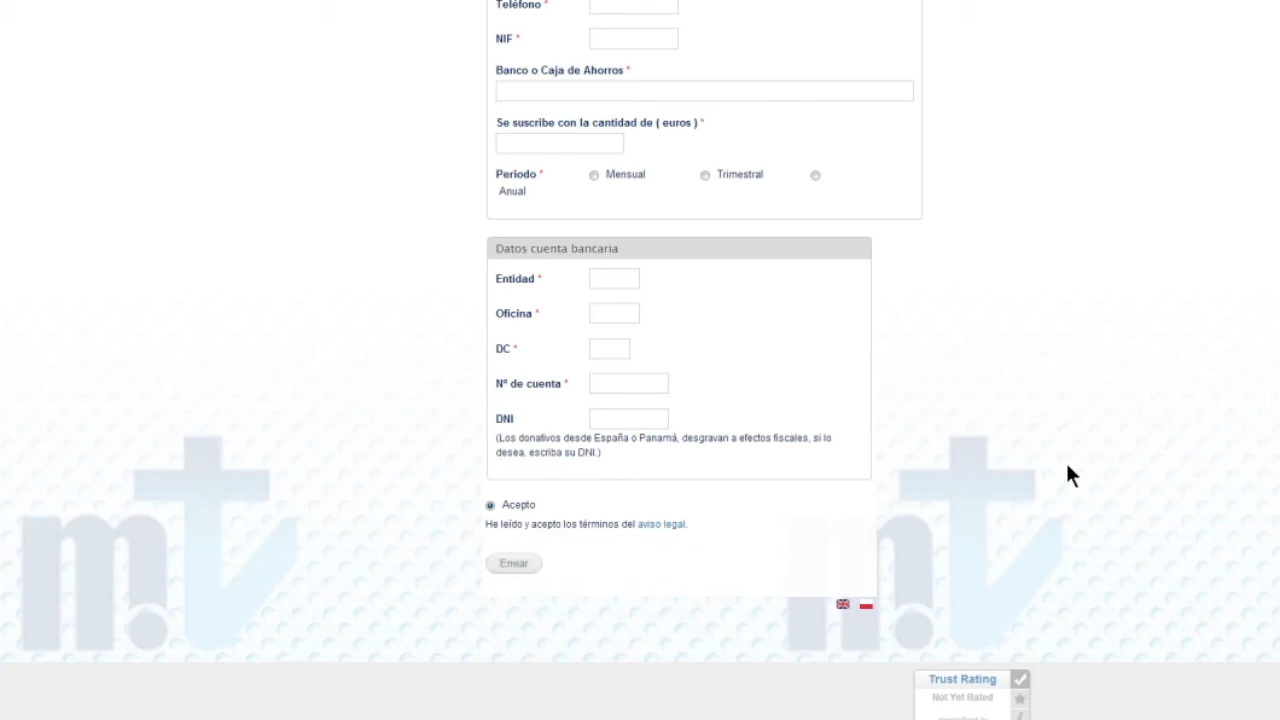 Teléfono *
NIF *
Banco o Caja de Ahorros *
Se suscribe con la cantidad de ( euros ) *
Periodo * Mensual Trimestral
Anual
Datos cuenta bancaria
Entidad *
Oficina *
DC *
Nº de cuenta *
DNI
(Los donativos desde España o Panamá, desgravan a efectos fiscales, si lo
desea, escriba su DNI.)
Acepto
He leído y acepto los términos del aviso legal.
Enviar
m.tv
m.tv
Trust Rating
Not Yet Rated